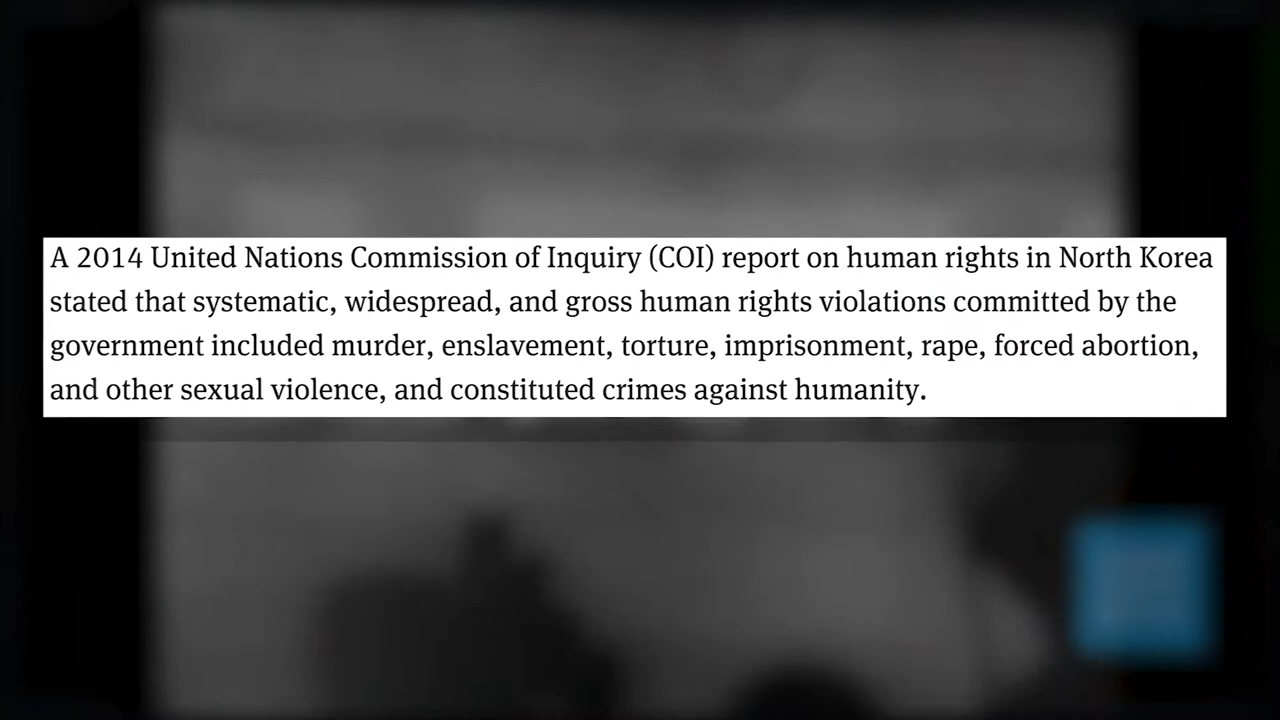 A 2014 United Nations Commission of Inquiry (COI) report on human rights in North Korea
stated that systematic, widespread, and gross human rights violations committed by the
government included murder, enslavement, torture, imprisonment, rape, forced abortion,
and other sexual violence, and constituted crimes against humanity.